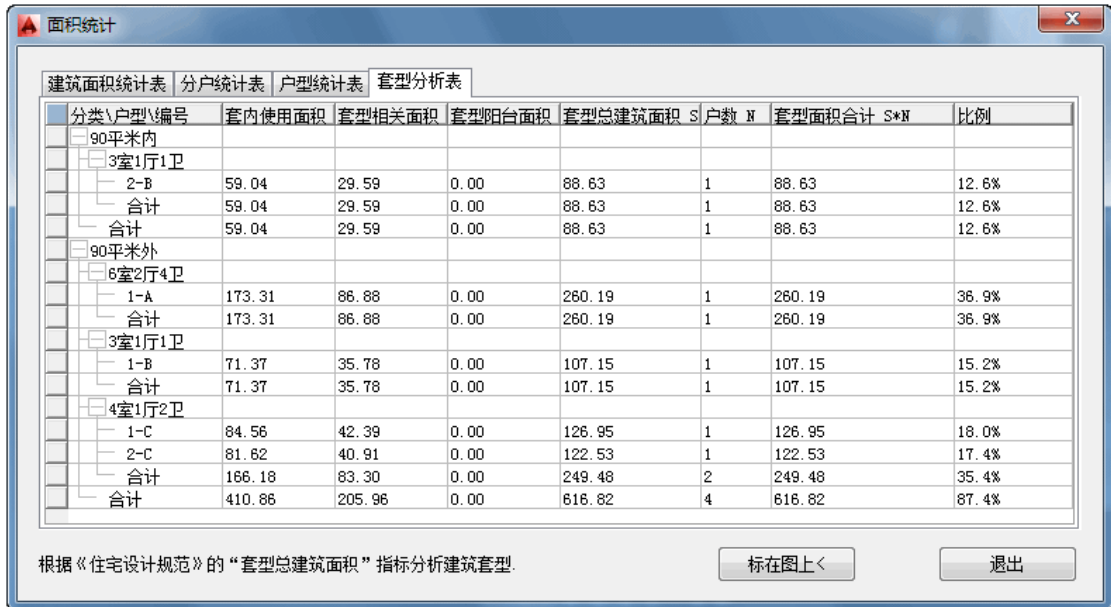 面积统计
建筑面积统计表 分户统计表 户型统计表 套型分析表
分类\户型\编号 套内使用面积 套型相关面积 套型阳台面积 套型总建筑面积 S 户数 N 套型面积合计 S*N 比例
90平米内
3室1厅1卫
2-B 59.04 29.59 0.00 88.63 1 88.63 12.6%
合计 59.04 29.59 0.00 88.63 1 88.63 12.6%
合计 59.04 29.59 0.00 88.63 1 88.63 12.6%
90平米外
6室2厅4卫
1-A 173.31 86.88 0.00 260.19 1 260.19 36.9%
合计 173.31 86.88 0.00 260.19 1 260.19 36.9%
3室1厅1卫
1-B 71.37 35.78 0.00 107.15 1 107.15 15.2%
合计 71.37 35.78 0.00 107.15 1 107.15 15.2%
4室1厅2卫
1-C 84.56 42.39 0.00 126.95 1 126.95 18.0%
2-C 81.62 40.91 0.00 122.53 1 122.53 17.4%
合计 166.18 83.30 0.00 249.48 2 249.48 35.4%
合计 410.86 205.96 0.00 616.82 4 616.82 87.4%
根据《住宅设计规范》的“套型总建筑面积”指标分析建筑套型. 标在图上< 退出